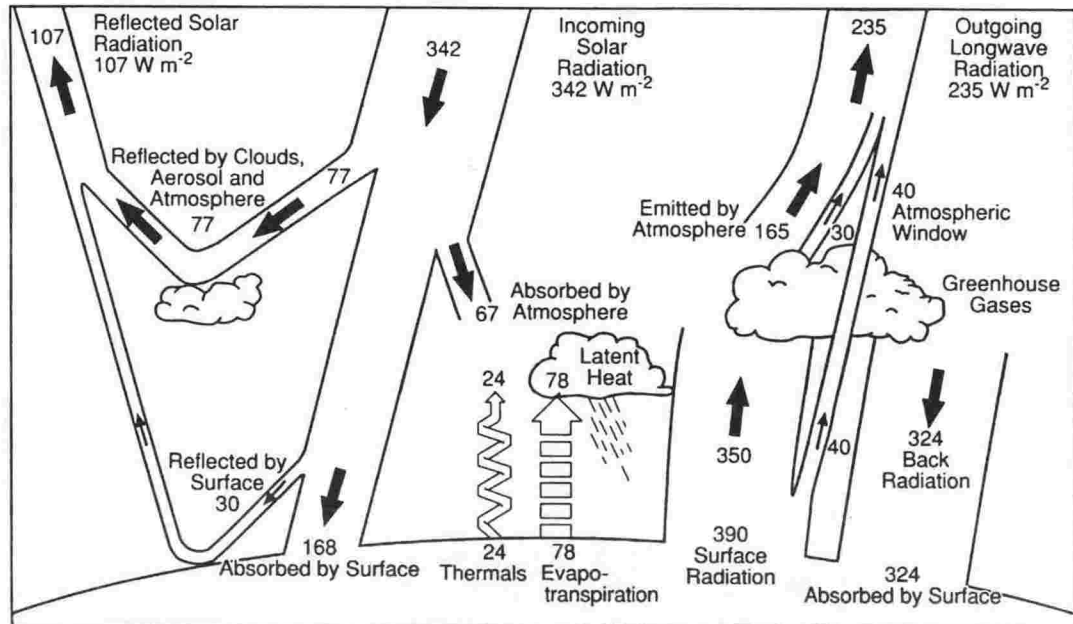 107
Reflected Solar
Radiation
107 W m⁻²
342
Incoming
Solar
Radiation
342 W m⁻²
235
Outgoing
Longwave
Radiation
235 W m⁻²
Reflected by Clouds,
Aerosol and
Atmosphere
77
77
Emitted by
Atmosphere
165
30
40
Atmospheric
Window
Greenhouse
Gases
67
Absorbed by
Atmosphere
Latent
Heat
24
78
350
40
324
Back
Radiation
Reflected by
Surface
30
168
Absorbed by Surface
24
Thermals
78
Evapo-
transpiration
390
Surface
Radiation
324
Absorbed by Surface